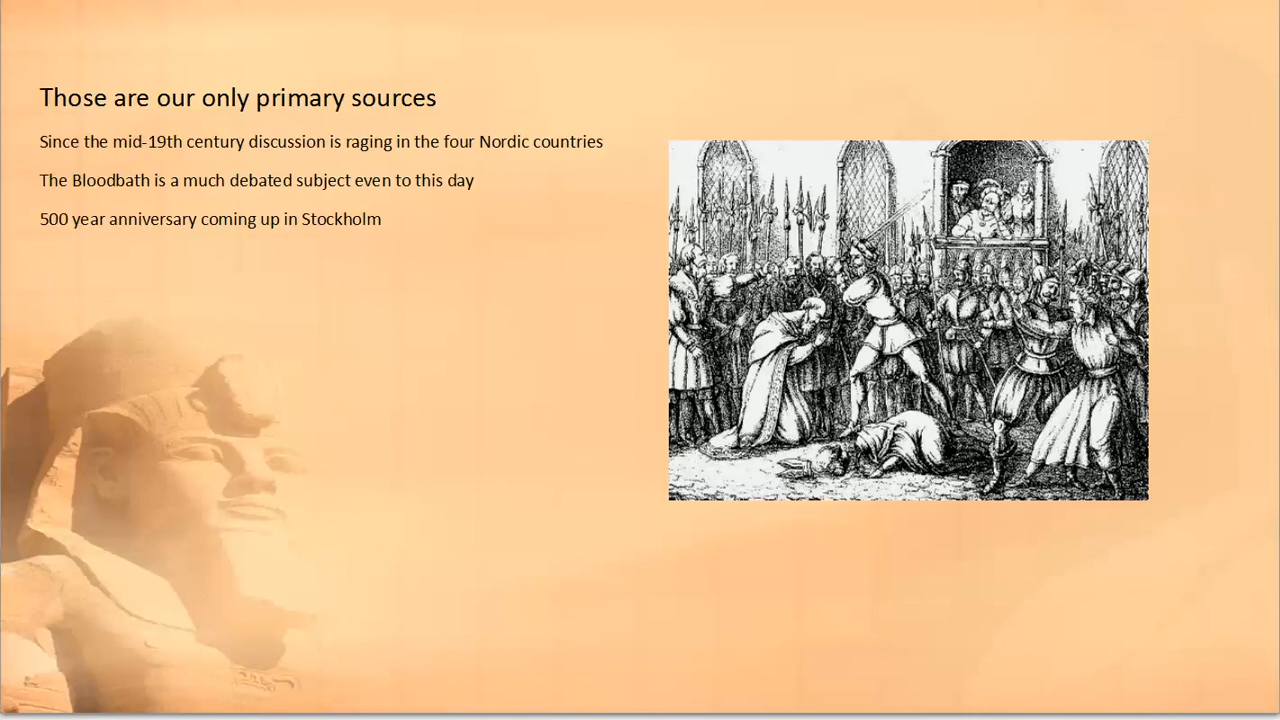 Those are our only primary sources
Since the mid-19th century discussion is raging in the four Nordic countries
The Bloodbath is a much debated subject even to this day
500 year anniversary coming up in Stockholm